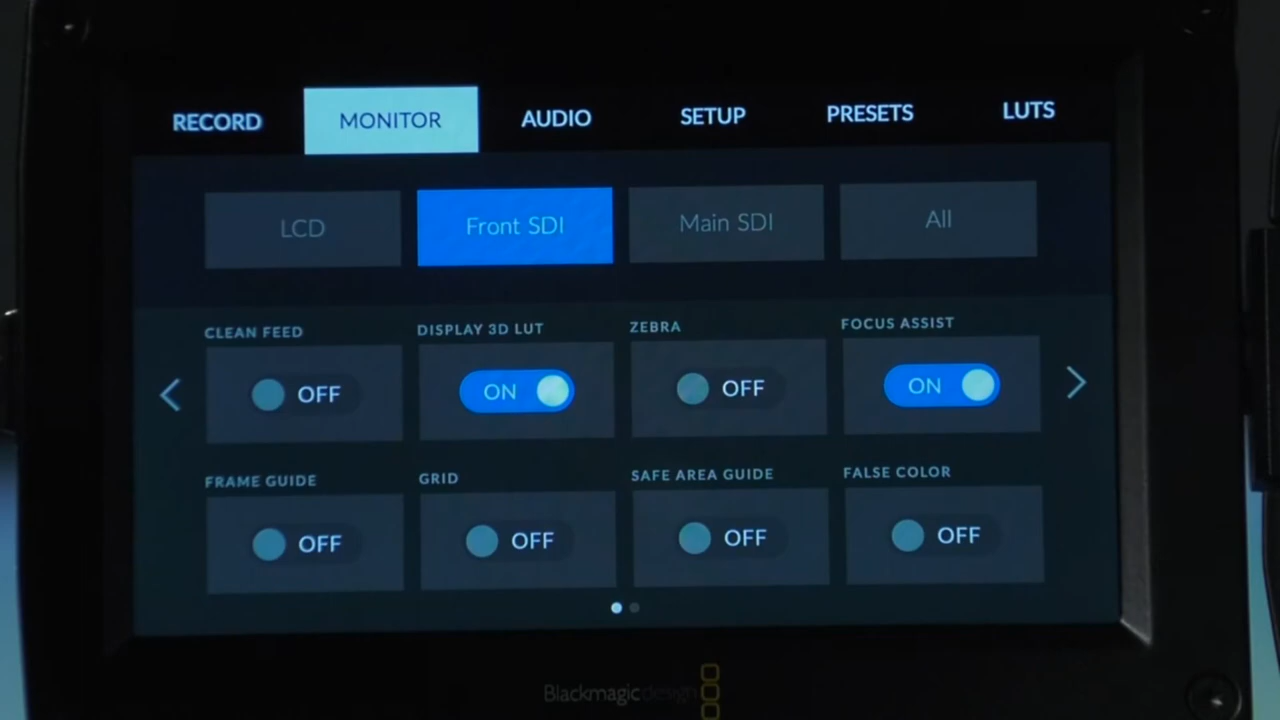 RECORD MONITOR AUDIO SETUP PRESETS LUTS
LCD Front SDI Main SDI All
CLEAN FEED DISPLAY 3D LUT ZEBRA FOCUS ASSIST
OFF ON OFF ON
FRAME GUIDE GRID SAFE AREA GUIDE FALSE COLOR
OFF OFF OFF OFF
Blackmagicdesign